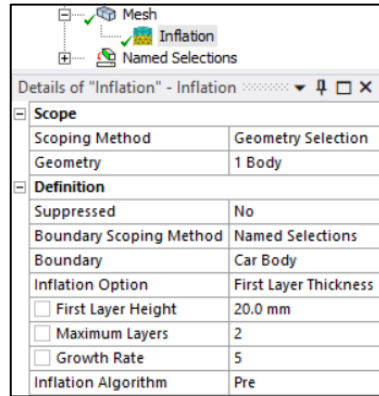 Mesh
Inflation
Named Selections
Details of "Inflation" - Inflation
Scope
Scoping Method Geometry Selection
Geometry 1 Body
Definition
Suppressed No
Boundary Scoping Method Named Selections
Boundary Car Body
Inflation Option First Layer Thickness
First Layer Height 20.0 mm
Maximum Layers 2
Growth Rate 5
Inflation Algorithm Pre